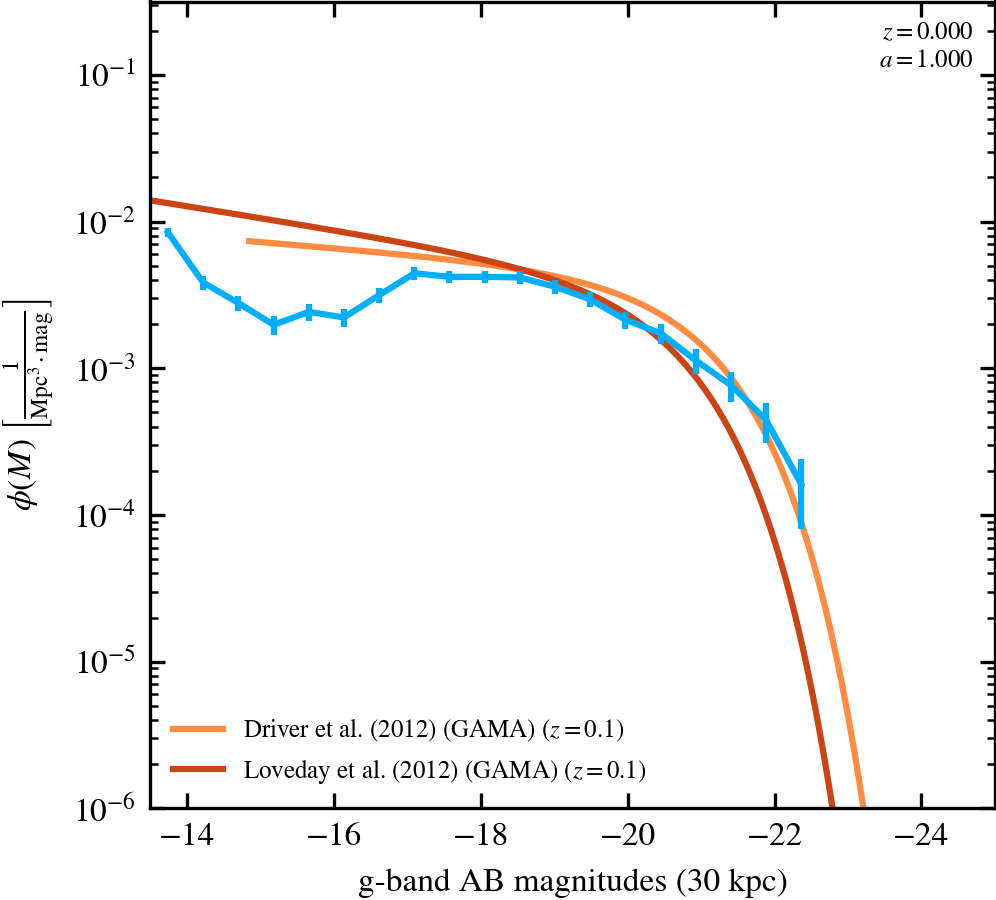 z = 0.000
a = 1.000
10⁻¹
10⁻²
10⁻³
10⁻⁴
10⁻⁵
10⁻⁶
ϕ(M) [1 / Mpc³ · mag]
Driver et al. (2012) (GAMA) (z = 0.1)
Loveday et al. (2012) (GAMA) (z = 0.1)
−14 −16 −18 −20 −22 −24
g-band AB magnitudes (30 kpc)